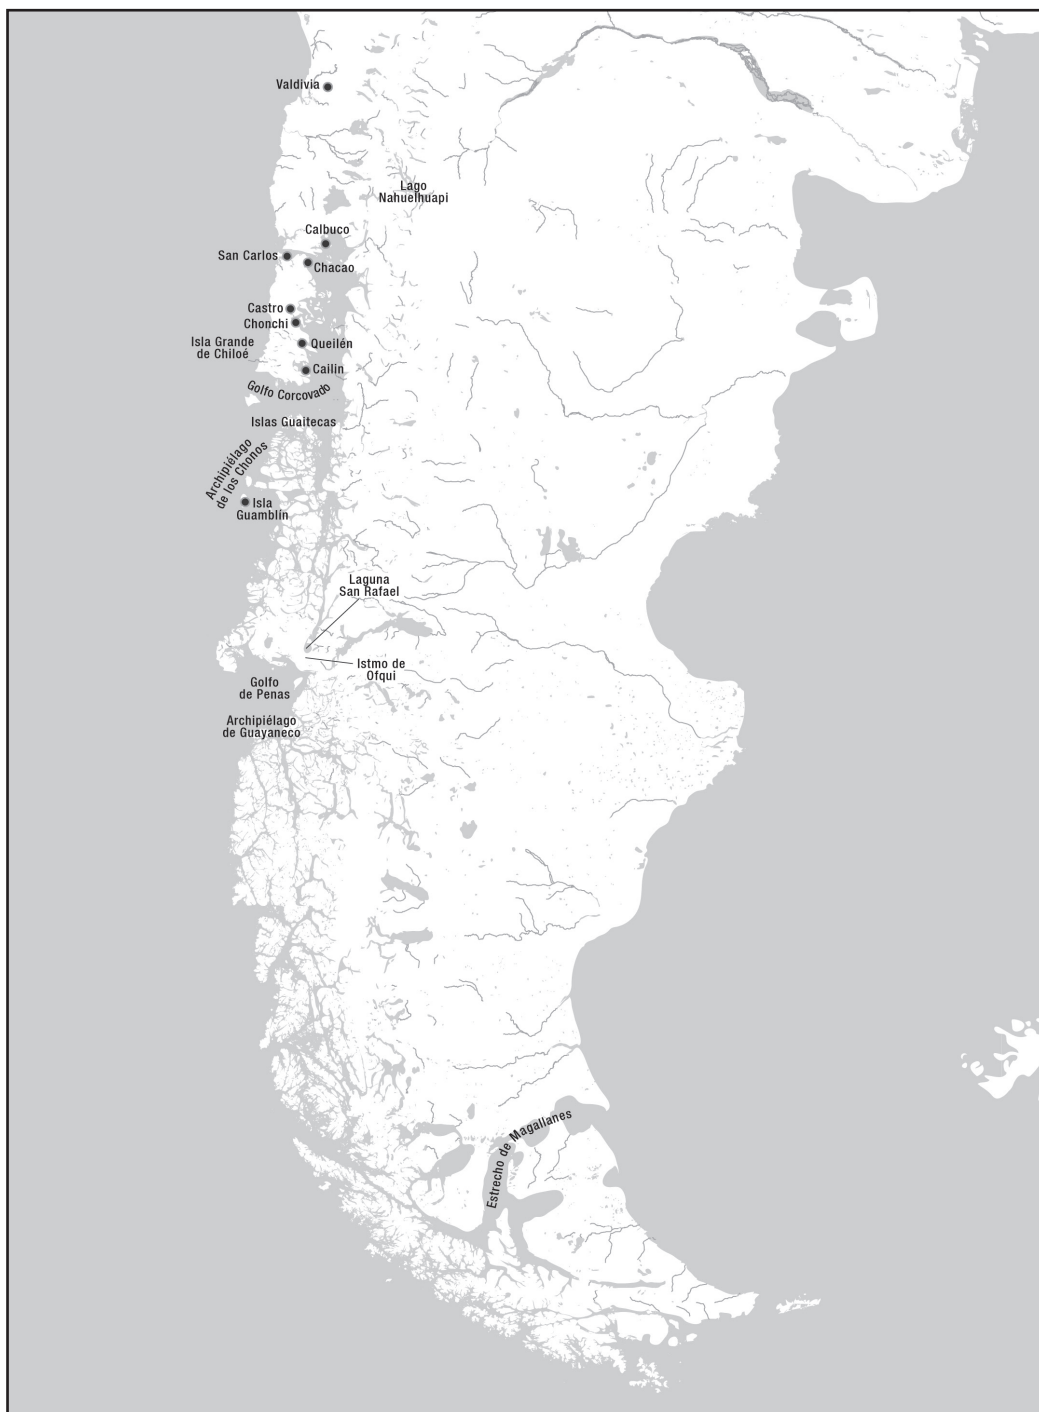 Valdivia
Lago
Nahuelhuapi
Calbuco
San Carlos
Chacao
Castro
Chonchi
Isla Grande
de Chiloé
Queilén
Cailin
Golfo Corcovado
Islas Guaitecas
Archipiélago
de los Chonos
Isla
Guamblín
Laguna
San Rafael
Istmo de
Ofqui
Golfo
de Penas
Archipiélago
de Guayaneco
Estrecho de Magallanes